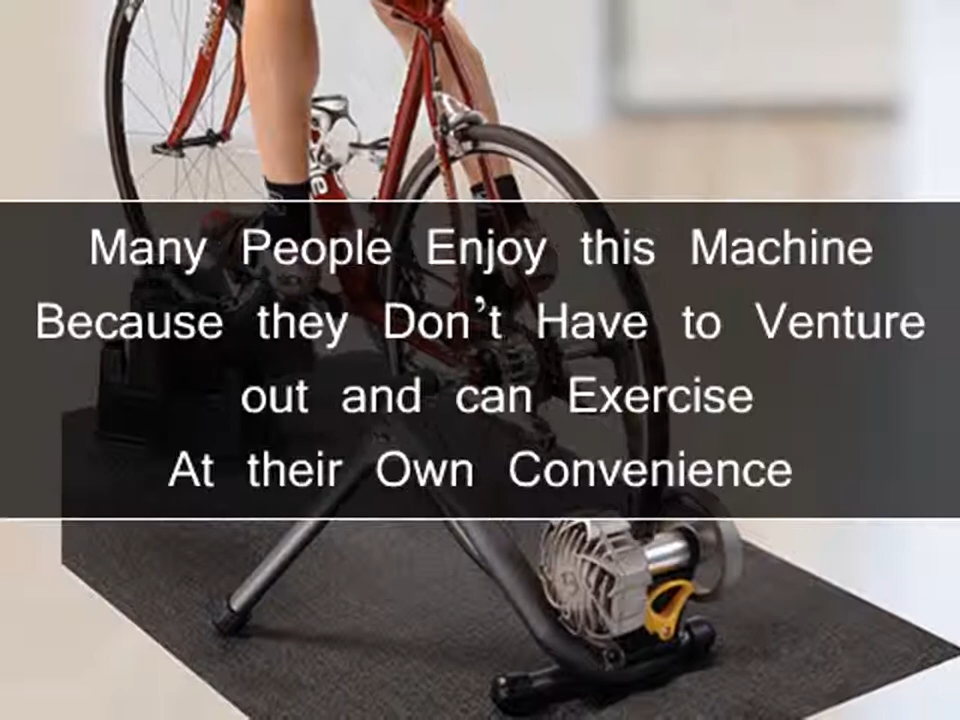 Many People Enjoy this Machine
Because they Don't Have to Venture
out and can Exercise
At their Own Convenience